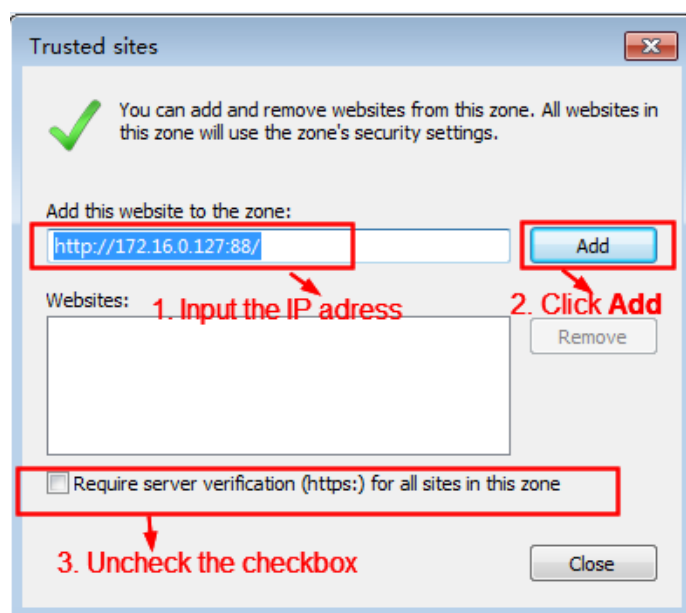 Trusted sites
You can add and remove websites from this zone. All websites in
this zone will use the zone's security settings.
Add this website to the zone:
http://172.16.0.127:88/
Add
1. Input the IP adress
2. Click Add
Websites:
Remove
Require server verification (https:) for all sites in this zone
3. Uncheck the checkbox
Close